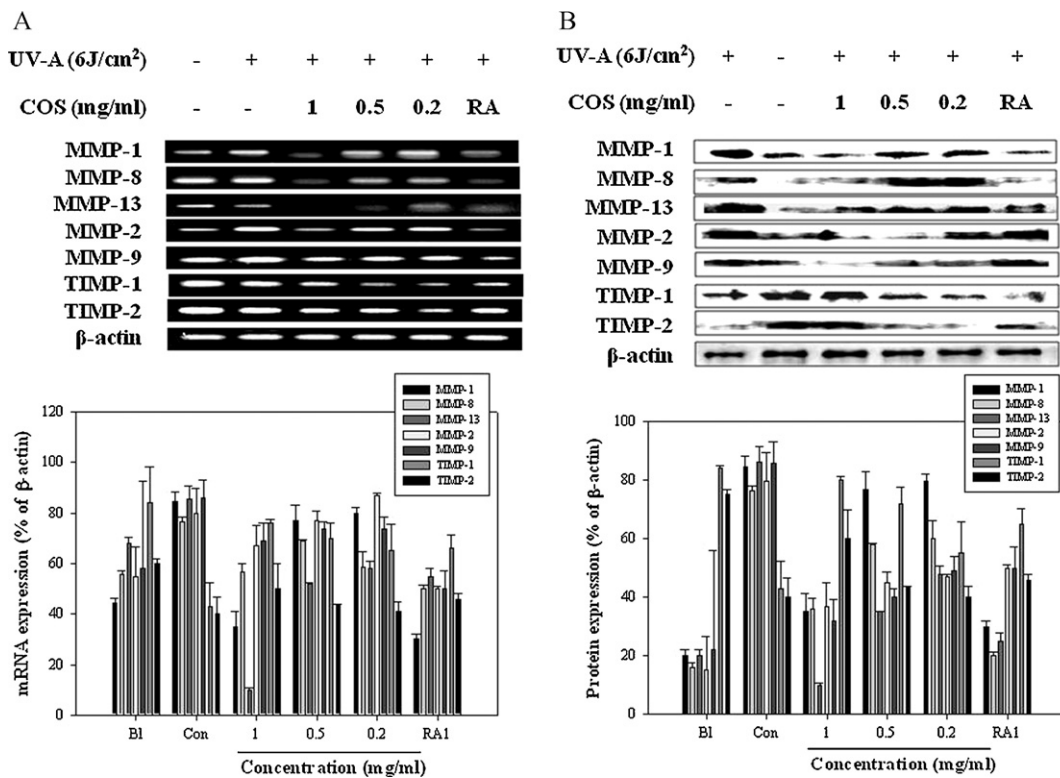 A
UV-A (6J/cm²) - + + + + +
COS (mg/ml) - - 1 0.5 0.2 RA
MMP-1
MMP-8
MMP-13
MMP-2
MMP-9
TIMP-1
TIMP-2
β-actin
MMP-1
MMP-8
MMP-13
MMP-2
MMP-9
TIMP-1
TIMP-2
mRNA expression (% of β-actin)
120
100
80
60
40
20
0
Bl Con 1 0.5 0.2 RA1
Concentration (mg/ml)
B
UV-A (6J/cm²) + - + + + +
COS (mg/ml) - - 1 0.5 0.2 RA
MMP-1
MMP-8
MMP-13
MMP-2
MMP-9
TIMP-1
TIMP-2
β-actin
MMP-1
MMP-8
MMP-13
MMP-2
MMP-9
TIMP-1
TIMP-2
Protein expression (% of β-actin)
100
80
60
40
20
0
Bl Con 1 0.5 0.2 RA1
Concentration (mg/ml)